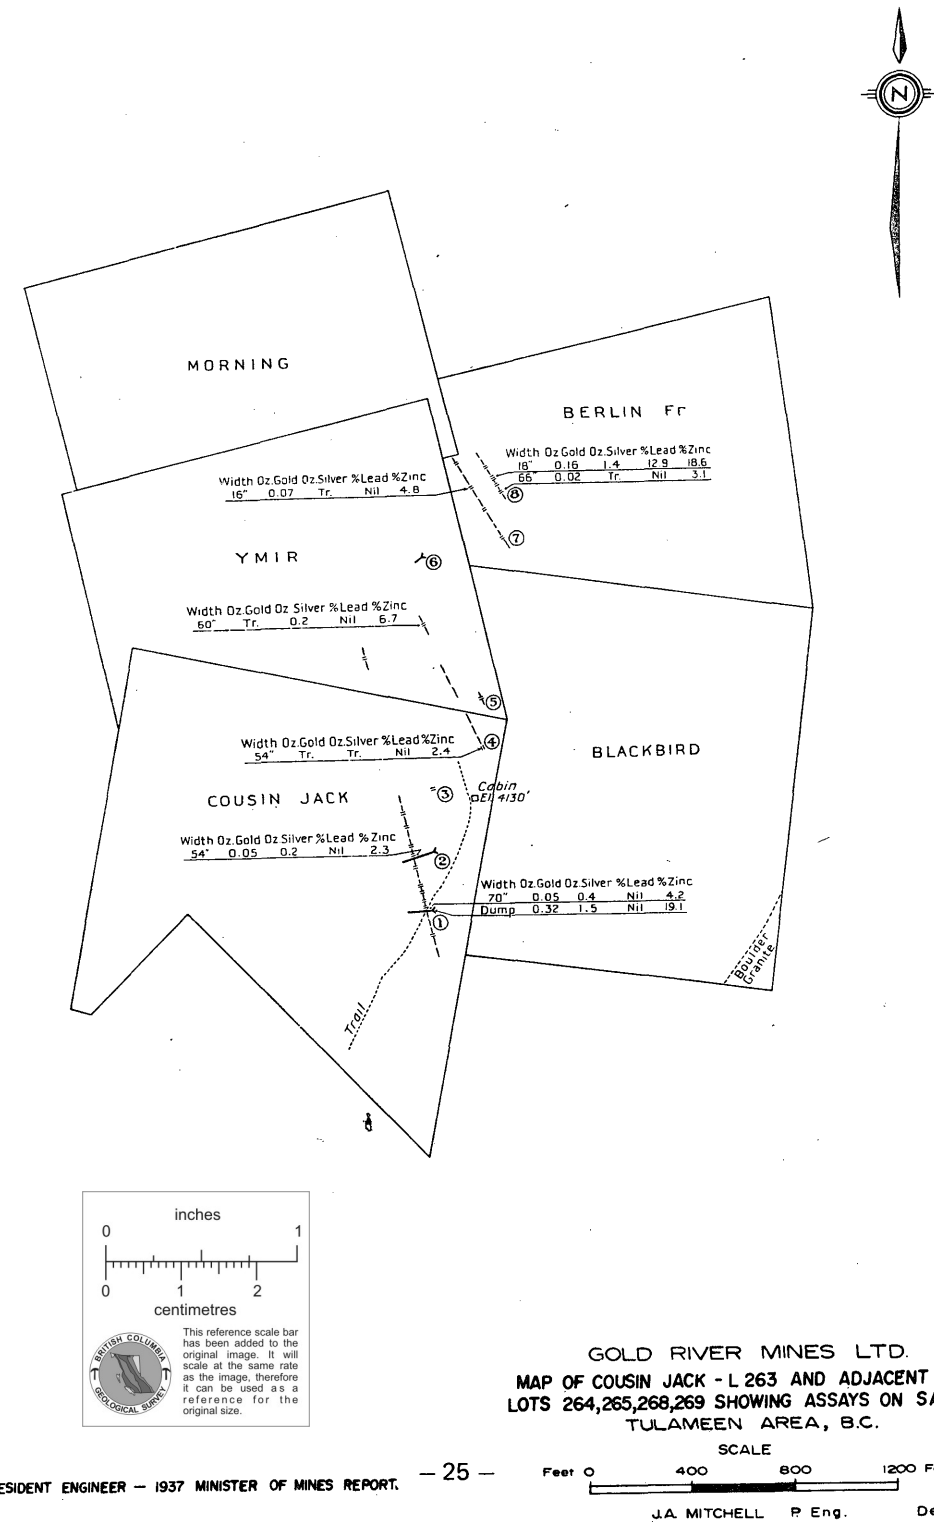 N
MORNING
BERLIN Fr
Width Oz Gold Oz.Silver %Lead %Zinc
18" 0.16 1.4 12.9 18.6
66" 0.02 Tr. Nil 3.1
8
Width Oz.Gold Oz.Silver %Lead %Zinc
16" 0.07 Tr. Nil 4.8
7
YMIR
6
Width Oz.Gold Oz Silver %Lead %Zinc
60" Tr. 0.2 Nil 6.7
5
Width Oz.Gold Oz.Silver %Lead %Zinc
54" Tr. Tr. Nil 2.4
4
BLACKBIRD
COUSIN JACK
3
Cabin
El. 4130'
Width Oz.Gold Oz Silver %Lead %Zinc
54" 0.05 0.2 Nil 2.3
2
Width Oz.Gold Oz.Silver %Lead %Zinc
70" 0.05 0.4 Nil 4.2
Dump 0.32 1.5 Nil 19.1
1
Boulder
Granite
Trail
inches
0 1
0 1 2
centimetres
BRITISH COLUMBIA
GEOLOGICAL SURVEY
This reference scale bar
has been added to the
original image. It will
scale at the same rate
as the image, therefore
it can be used as a
reference for the
original size.
GOLD RIVER MINES LTD.
MAP OF COUSIN JACK - L 263 AND ADJACENT
LOTS 264,265,268,269 SHOWING ASSAYS ON SA
TULAMEEN AREA, B.C.
SCALE
Feet 0 400 800 1200 F
J.A. MITCHELL P. Eng. De
ESIDENT ENGINEER — 1937 MINISTER OF MINES REPORT.
— 25 —